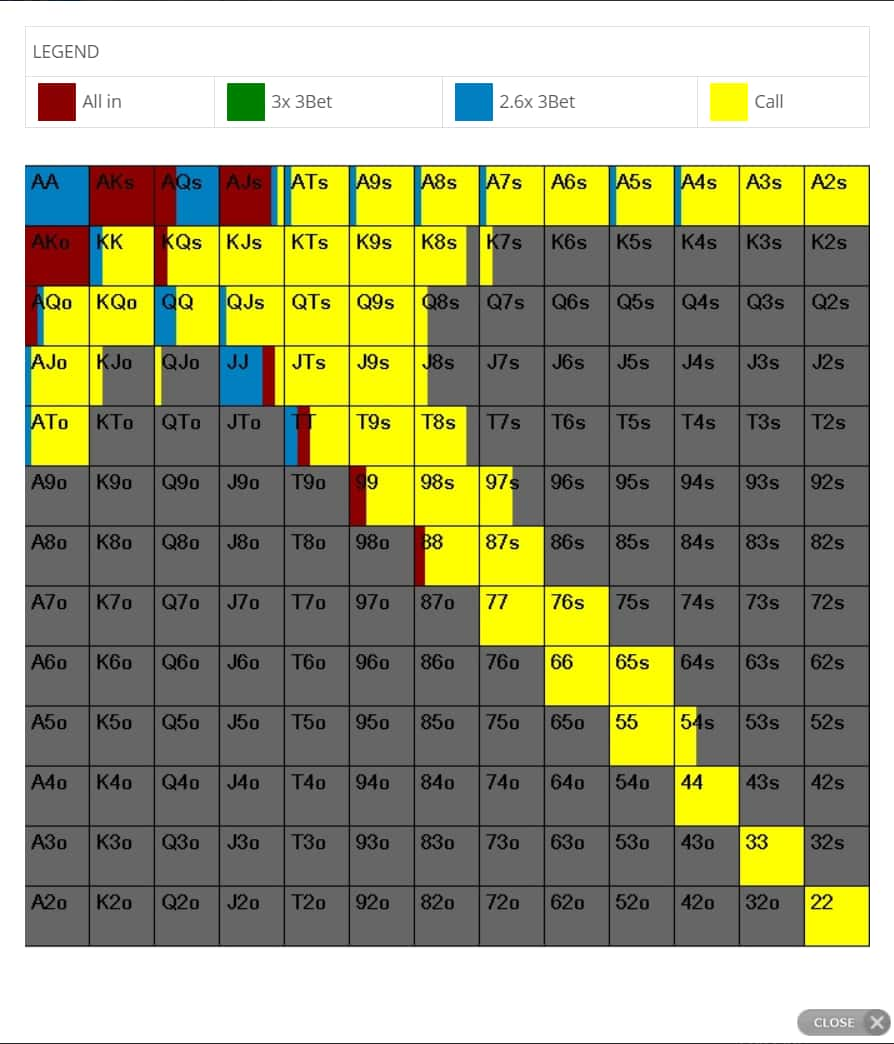 LEGEND
All in 3x 3Bet 2.6x 3Bet Call
AA AKs AQs AJs ATs A9s A8s A7s A6s A5s A4s A3s A2s
AKo KK KQs KJs KTs K9s K8s K7s K6s K5s K4s K3s K2s
AQo KQo QQ QJs QTs Q9s Q8s Q7s Q6s Q5s Q4s Q3s Q2s
AJo KJo QJo JJ JTs J9s J8s J7s J6s J5s J4s J3s J2s
ATo KTo QTo JTo TT T9s T8s T7s T6s T5s T4s T3s T2s
A9o K9o Q9o J9o T9o 99 98s 97s 96s 95s 94s 93s 92s
A8o K8o Q8o J8o T8o 98o 88 87s 86s 85s 84s 83s 82s
A7o K7o Q7o J7o T7o 97o 87o 77 76s 75s 74s 73s 72s
A6o K6o Q6o J6o T6o 96o 86o 76o 66 65s 64s 63s 62s
A5o K5o Q5o J5o T5o 95o 85o 75o 65o 55 54s 53s 52s
A4o K4o Q4o J4o T4o 94o 84o 74o 64o 54o 44 43s 42s
A3o K3o Q3o J3o T3o 93o 83o 73o 63o 53o 43o 33 32s
A2o K2o Q2o J2o T2o 92o 82o 72o 62o 52o 42o 32o 22
CLOSE